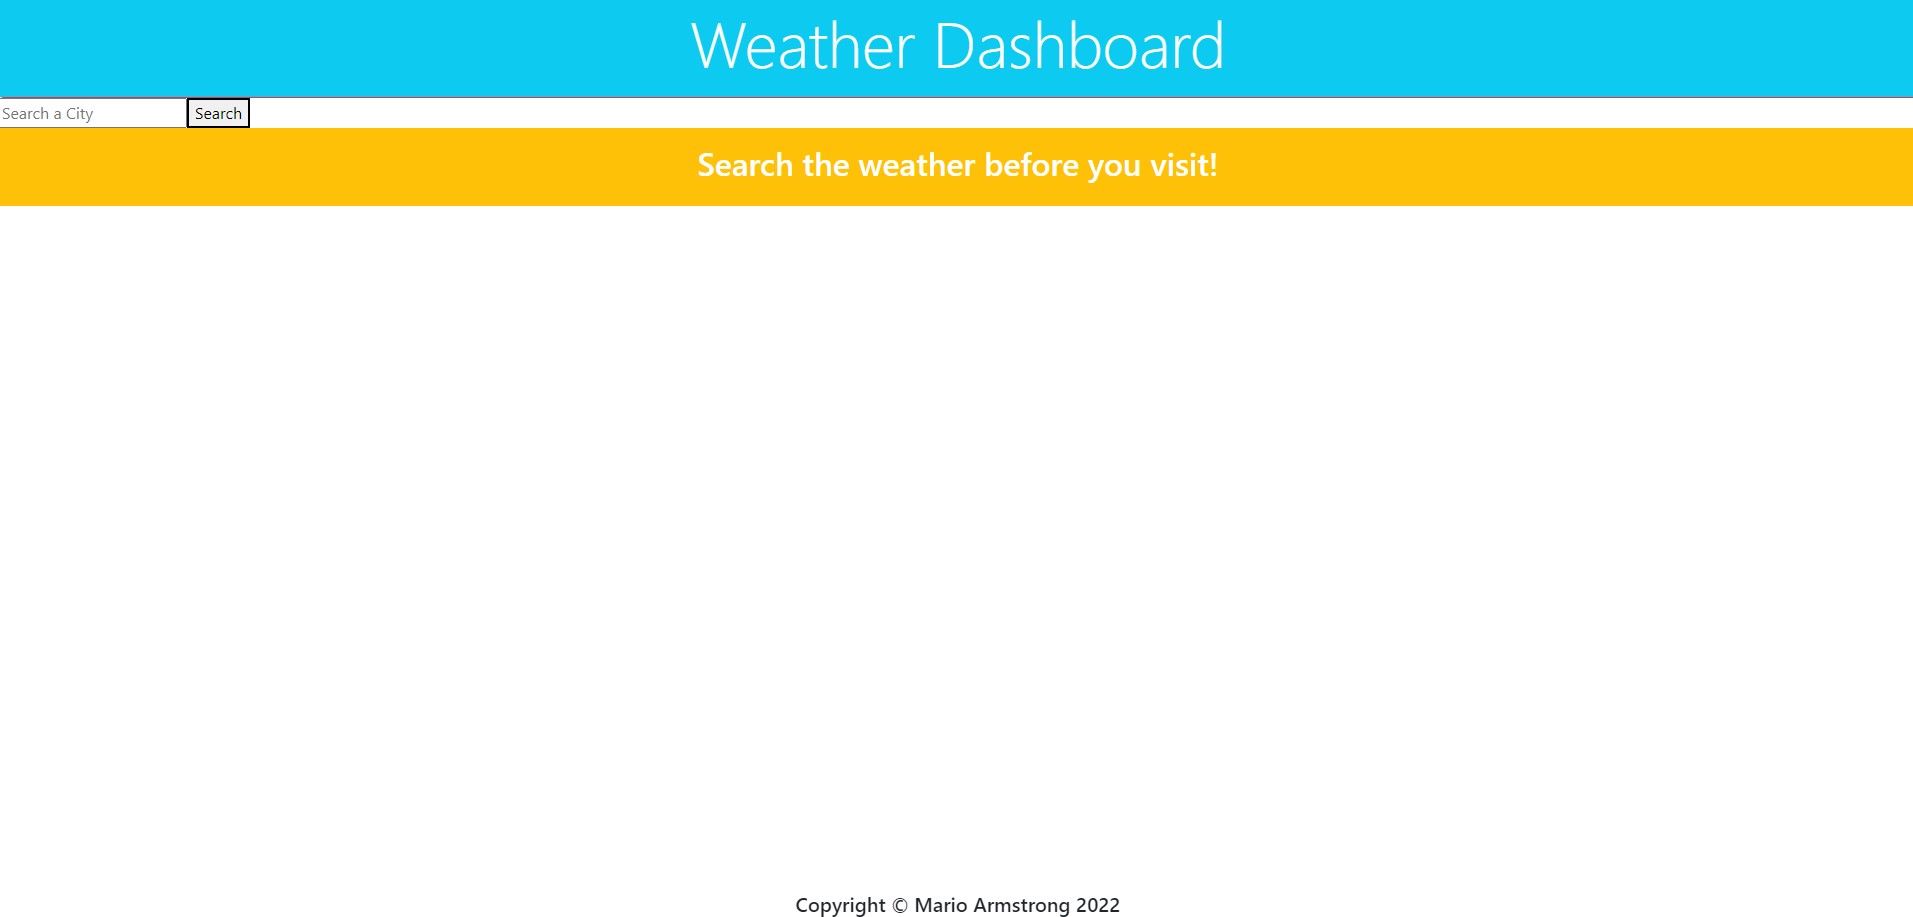 Weather Dashboard
Search a City Search
Search the weather before you visit!
Copyright © Mario Armstrong 2022